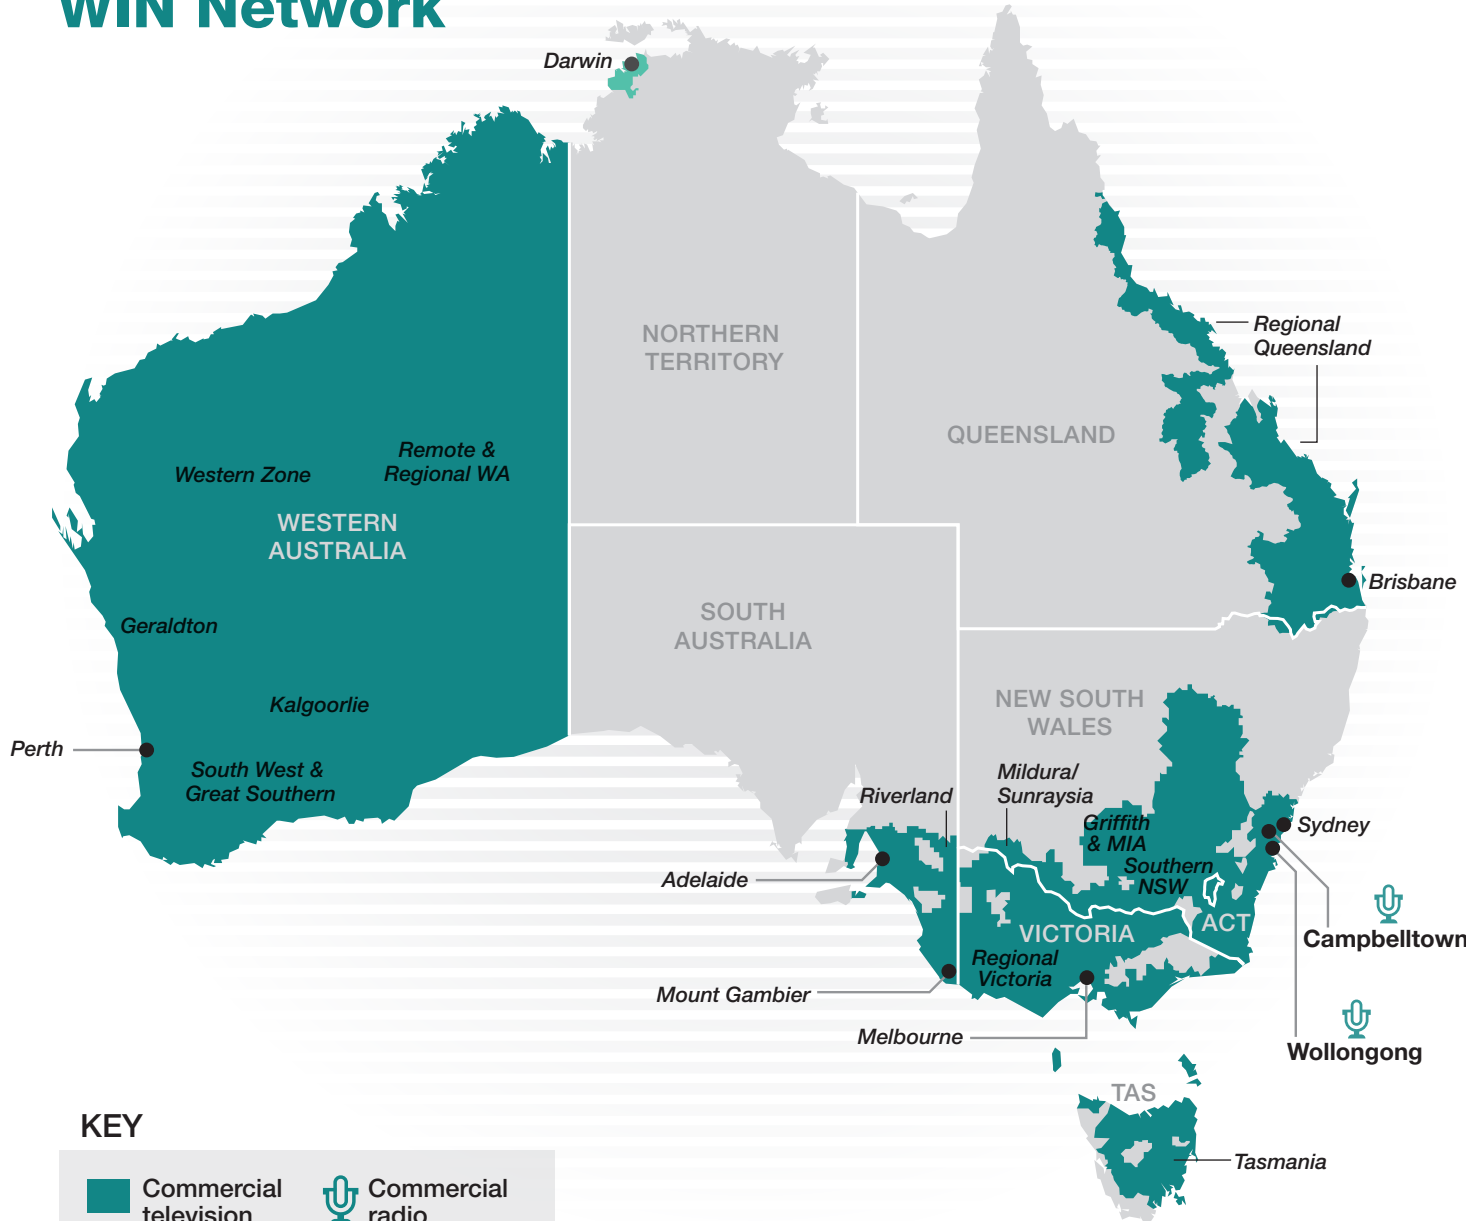 WIN Network
Darwin
NORTHERN
TERRITORY
Regional
Queensland
QUEENSLAND
Remote &
Regional WA
Western Zone
WESTERN
AUSTRALIA
Brisbane
SOUTH
AUSTRALIA
Geraldton
NEW SOUTH
WALES
Kalgoorlie
Perth
South West &
Great Southern
Mildura/
Sunraysia
Riverland
Griffith
& MIA
Sydney
Southern
NSW
Adelaide
ACT
VICTORIA
Campbelltown
Regional
Victoria
Mount Gambier
Melbourne
Wollongong
TAS
Tasmania
KEY
Commercial
television
Commercial
radio